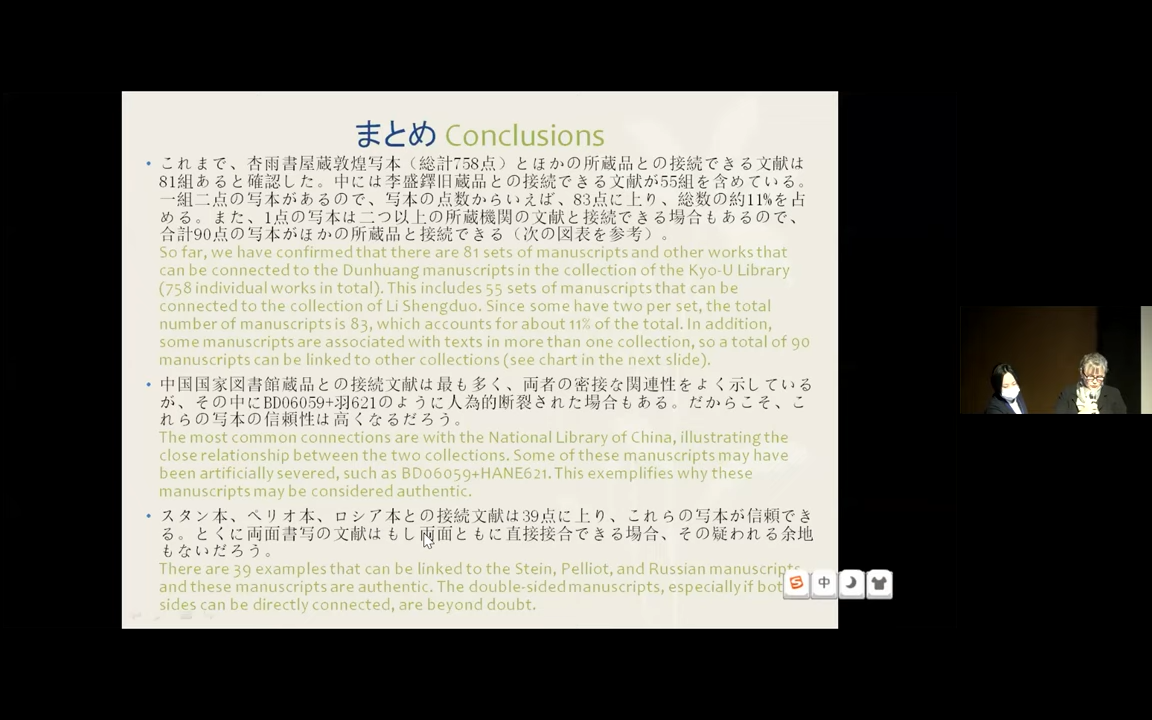 まとめ Conclusions
• これまで、杏雨書屋蔵敦煌写本（総計758点）とほかの所蔵品との接続できる文献は
81組あると確認した。中には李盛鐸旧蔵品との接続できる文献が55組を含めている。
一組二点の写本があるので、写本の点数からいえば、83点に上り、総数の約11%を占
める。また、1点の写本は二つ以上の所蔵機関の文献と接続できる場合もあるので、
合計90点の写本がほかの所蔵品と接続できる（次の図表を参考）。
So far, we have confirmed that there are 81 sets of manuscripts and other works that
can be connected to the Dunhuang manuscripts in the collection of the Kyo-U Library
(758 individual works in total). This includes 55 sets of manuscripts that can be
connected to the collection of Li Shengduo. Since some have two per set, the total
number of manuscripts is 83, which accounts for about 11% of the total. In addition,
some manuscripts are associated with texts in more than one collection, so a total of 90
manuscripts can be linked to other collections (see chart in the next slide).
• 中国国家図書館蔵品との接続文献は最も多く、両者の密接な関連性をよく示している
が、その中にBD06059+羽621のように人為的断裂された場合もある。だからこそ、こ
れらの写本の信頼性は高くなるだろう。
The most common connections are with the National Library of China, illustrating the
close relationship between the two collections. Some of these manuscripts may have
been artificially severed, such as BD06059+HANE621. This exemplifies why these
manuscripts may be considered authentic.
• スタン本、ペリオ本、ロシア本との接続文献は39点に上り、これらの写本が信頼でき
る。とくに両面書写の文献はもし両面ともに直接接合できる場合、その疑われる余地
もないだろう。
There are 39 examples that can be linked to the Stein, Pelliot, and Russian manuscripts
and these manuscripts are authentic. The double-sided manuscripts, especially if bot
sides can be directly connected, are beyond doubt.
S 中